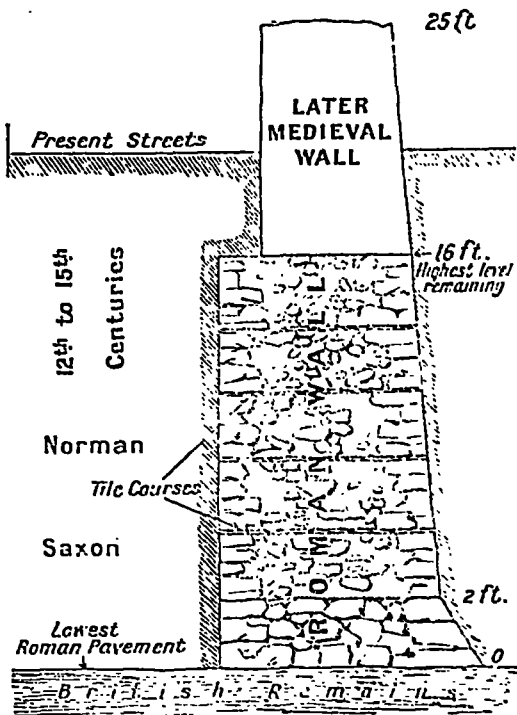 25 ft
LATER
MEDIEVAL
WALL
Present Streets
16 ft.
Highest level
remaining
12th to 15th
Centuries
ROMAN WALL
Norman
Tile Courses
Saxon
2 ft.
Lowest
Roman Pavement
0
British Remains